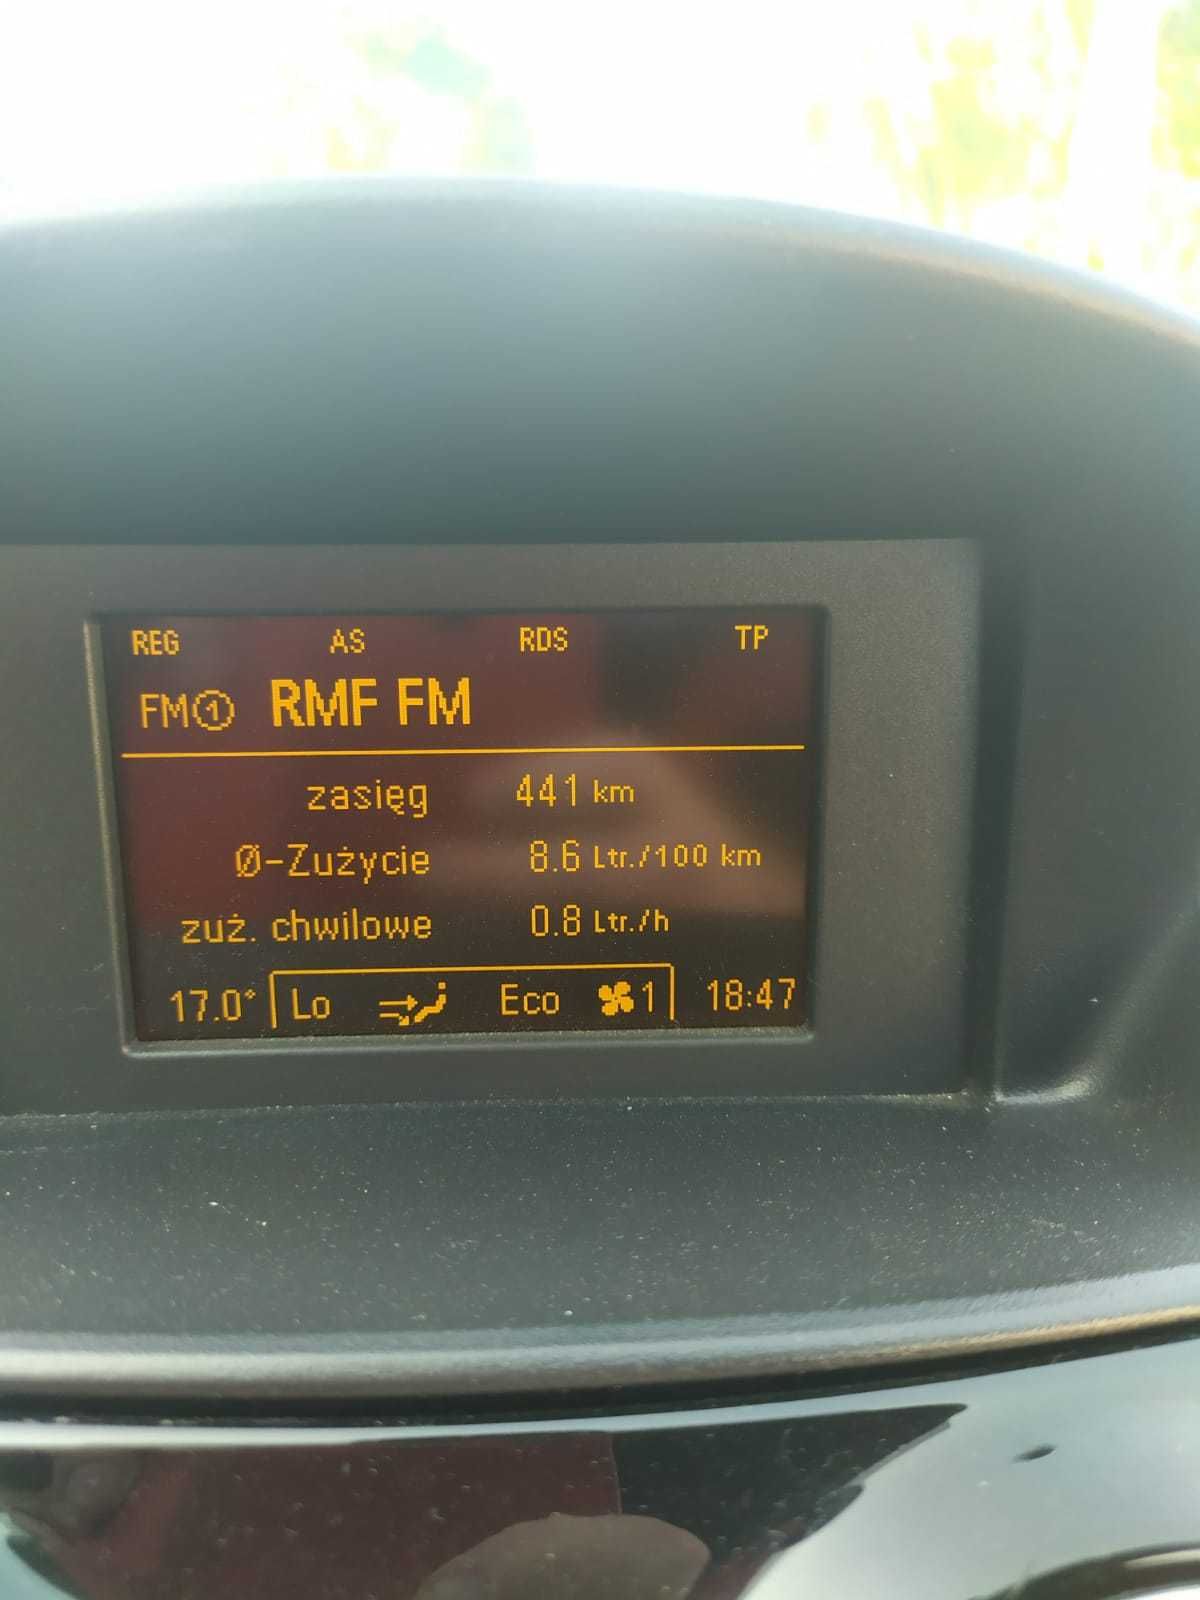 REG AS RDS TP
FM① RMF FM
zasięg 441 km
Ø-Zużycie 8.6 Ltr./100 km
zuż. chwilowe 0.8 Ltr./h
17.0° Lo Eco 1 18:47